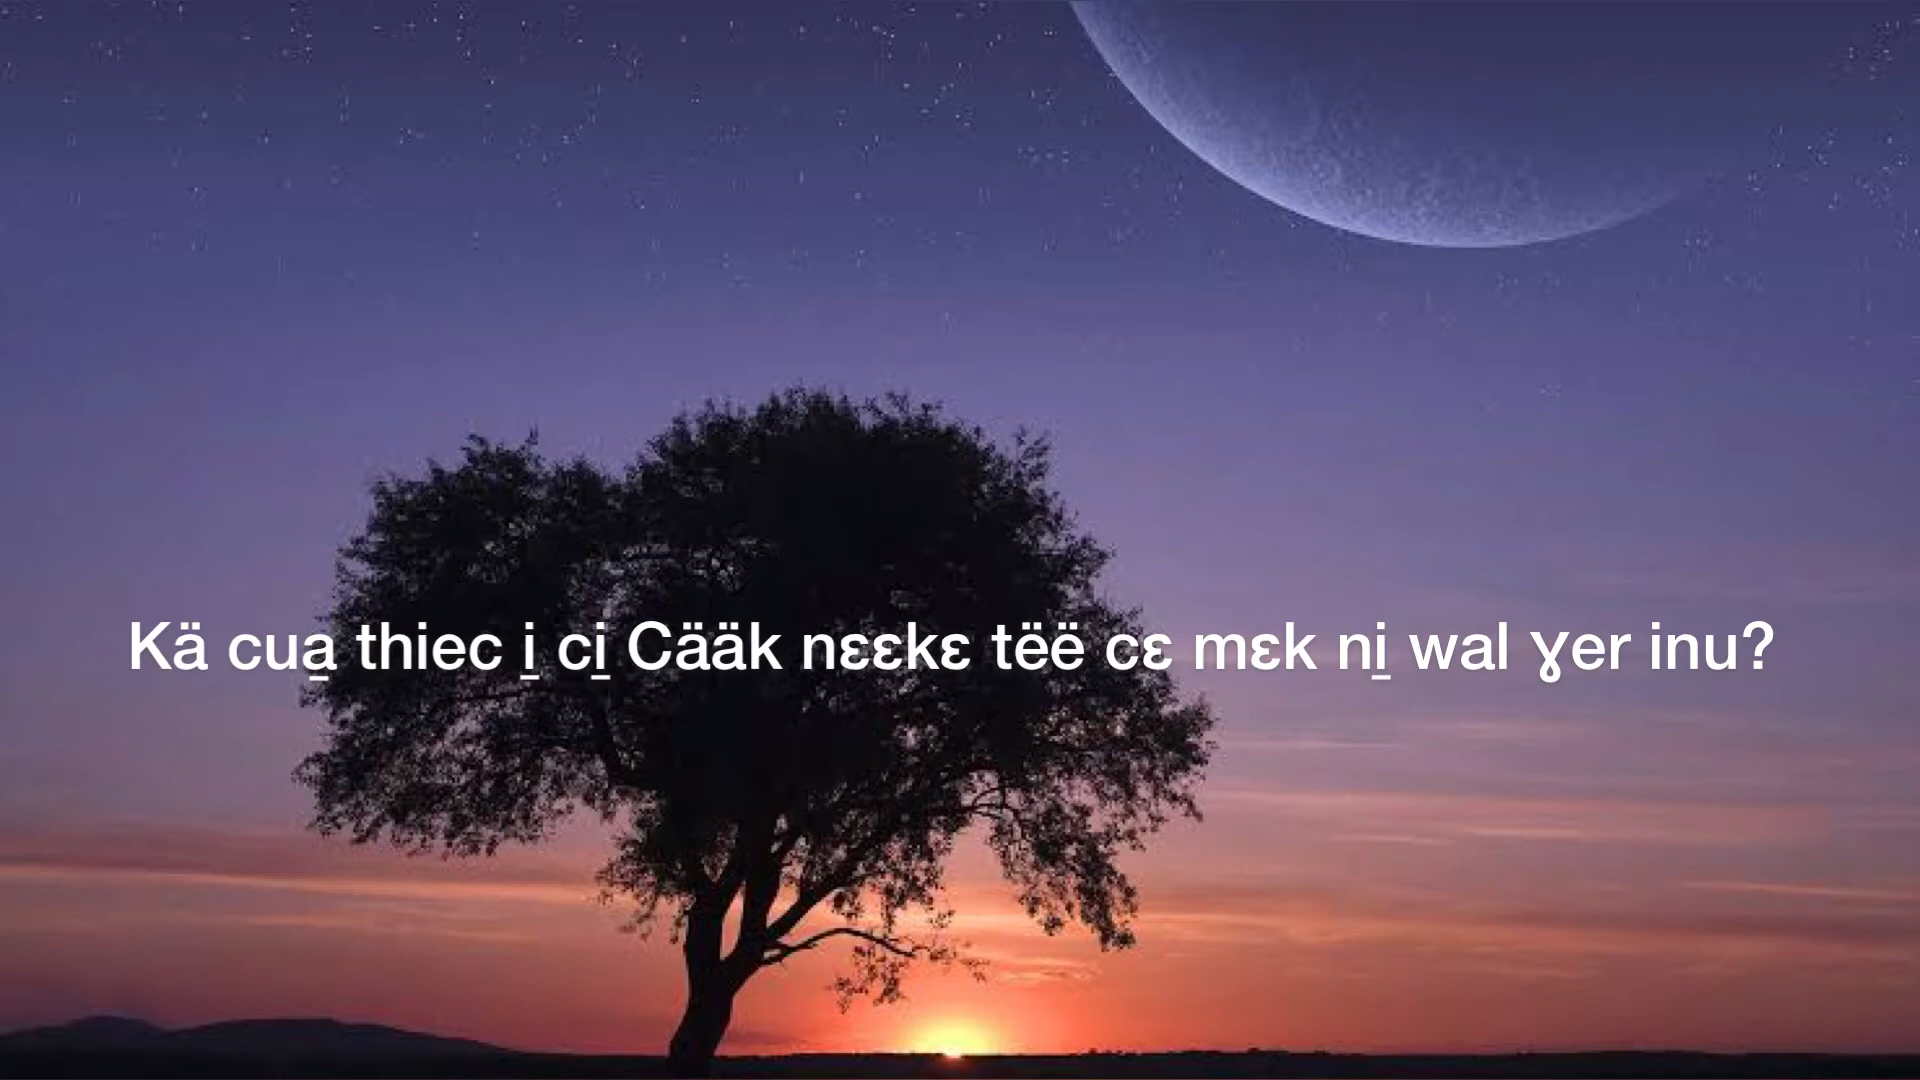 Kä cua̱ thiec i̱ ci̱ Cääk nɛɛkɛ tëë cɛ mɛk ni̱ wal ɣer inu?